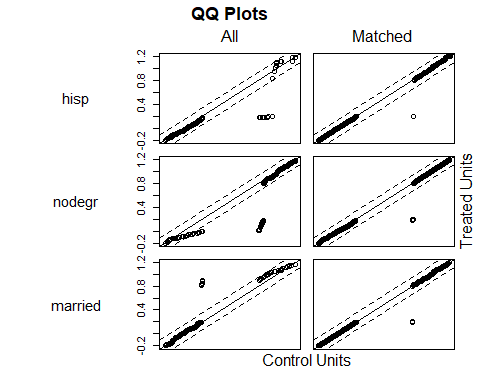 QQ Plots
All Matched
hisp
-0.2 0.4 0.8 1.2
nodegr
-0.2 0.4 0.8 1.2
married
-0.2 0.4 0.8 1.2
Treated Units
Control Units